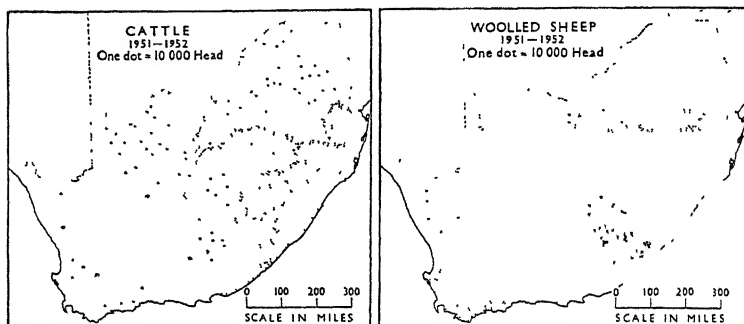 CATTLE
1951—1952
One dot = 10 000 Head
0 100 200 300
SCALE IN MILES
WOOLLED SHEEP
1951—1952
One dot = 10 000 Head
0 100 200 300
SCALE IN MILES